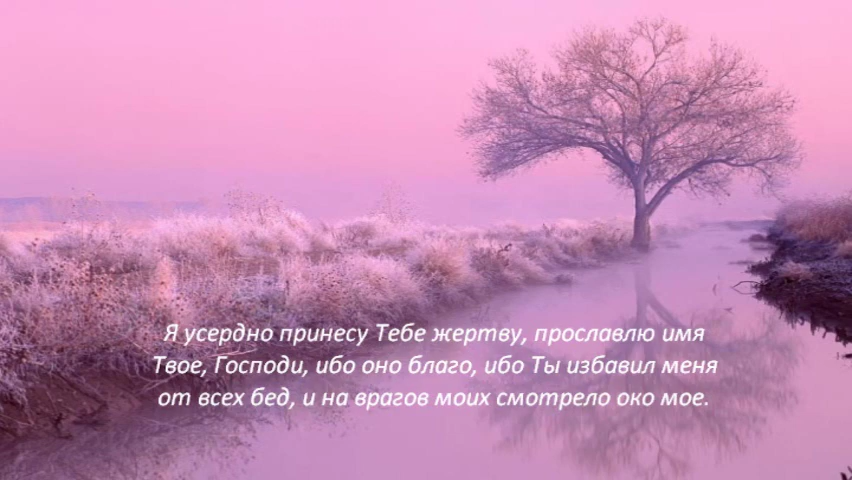 Я усердно принесу Тебе жертву, прославлю имя
Твое, Господи, ибо оно благо, ибо Ты избавил меня
от всех бед, и на врагов моих смотрело око мое.